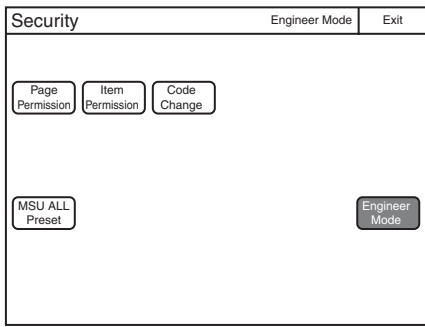 Security Engineer Mode Exit
Page Item Code
Permission Permission Change
MSU ALL Engineer
Preset Mode